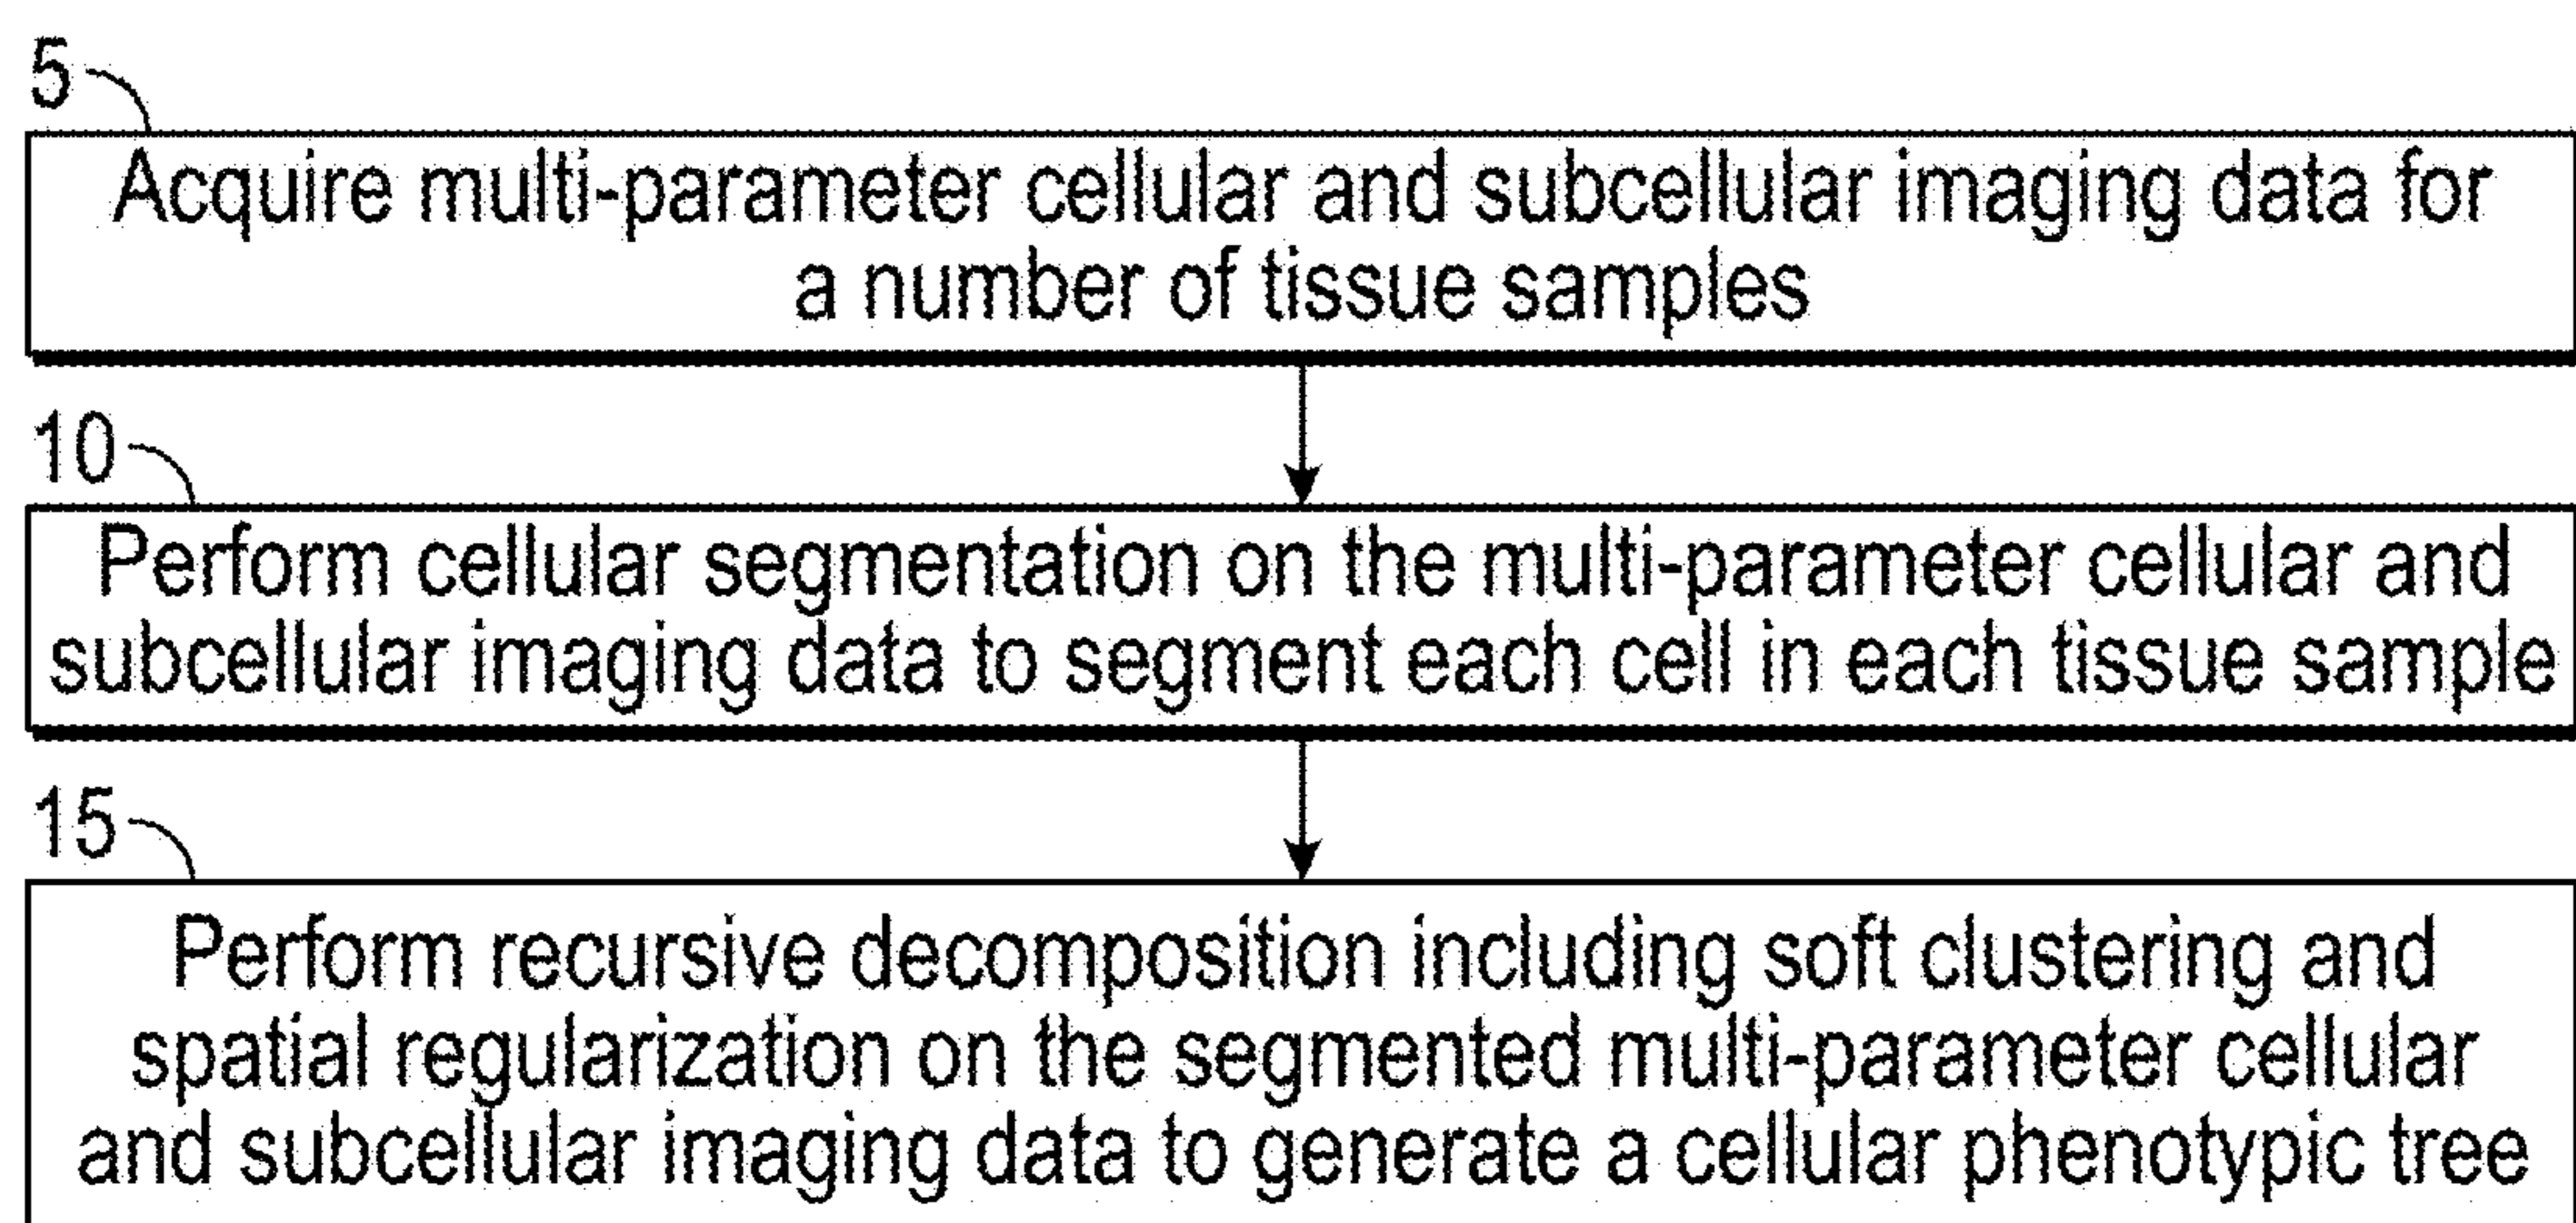 5
Acquire multi-parameter cellular and subcellular imaging data for
a number of tissue samples
10
Perform cellular segmentation on the multi-parameter cellular and
subcellular imaging data to segment each cell in each tissue sample
15
Perform recursive decomposition including soft clustering and
spatial regularization on the segmented multi-parameter cellular
and subcellular imaging data to generate a cellular phenotypic tree